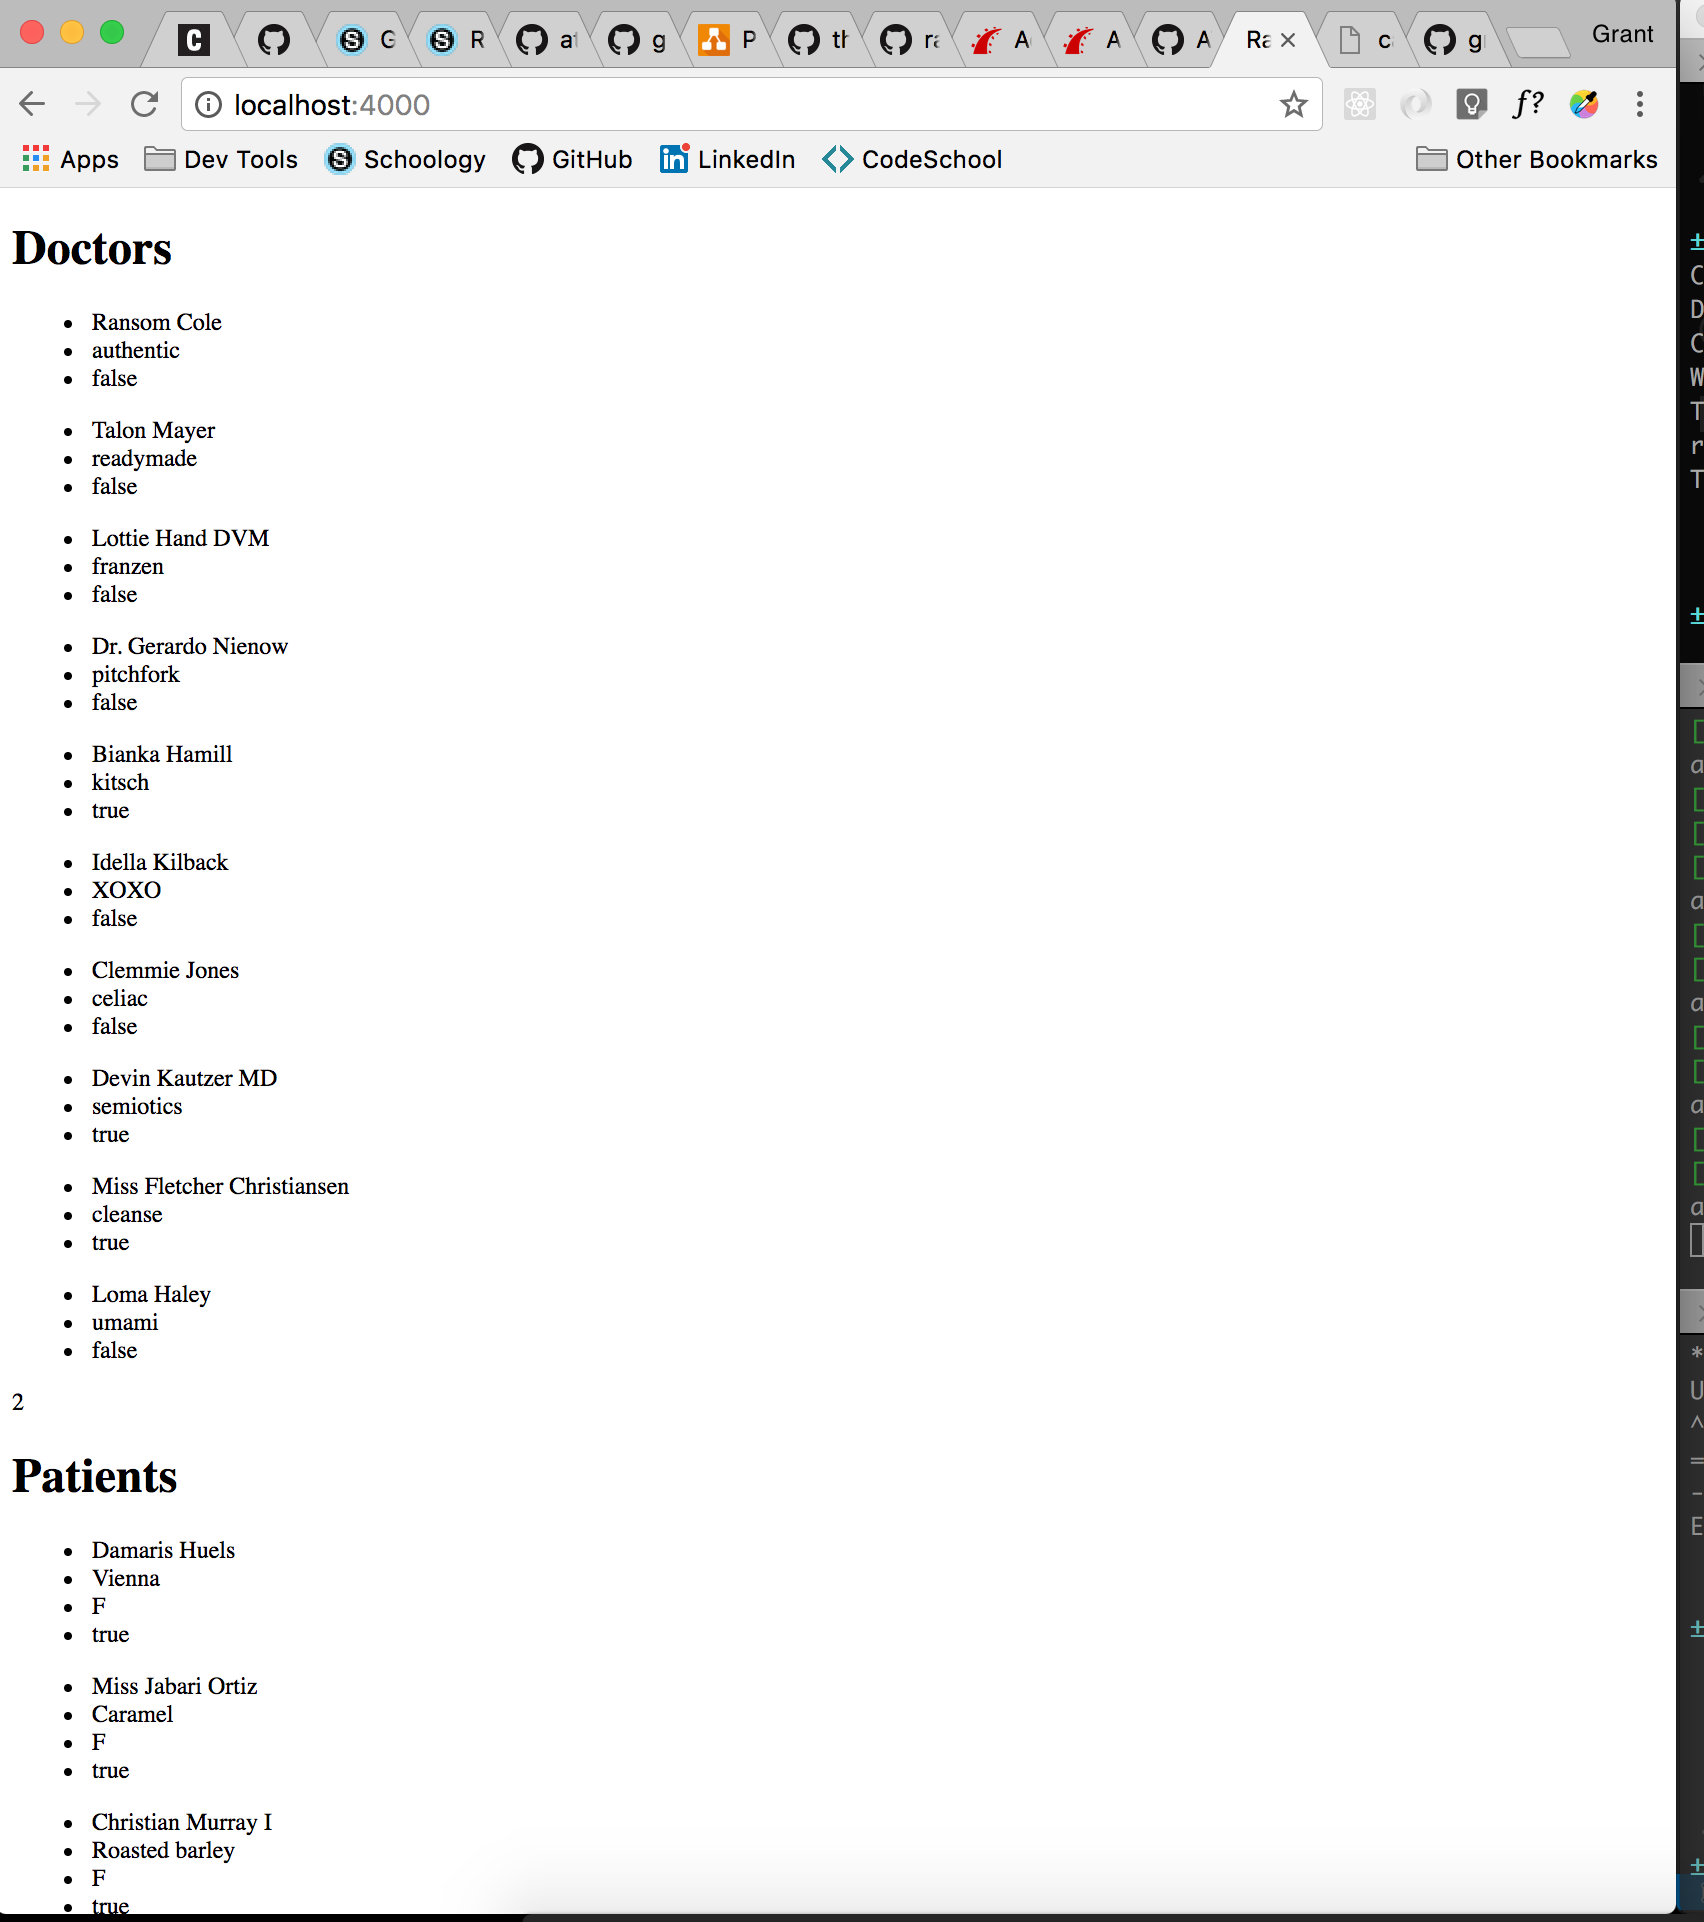 C
G
R
at
g
P
th
ra
A
A
A
Ra
c
g
Grant
localhost:4000
f?
Apps
Dev Tools
Schoology
GitHub
LinkedIn
CodeSchool
Other Bookmarks
Doctors
Ransom Cole
authentic
false
Talon Mayer
readymade
false
Lottie Hand DVM
franzen
false
Dr. Gerardo Nienow
pitchfork
false
Bianka Hamill
kitsch
true
Idella Kilback
XOXO
false
Clemmie Jones
celiac
false
Devin Kautzer MD
semiotics
true
Miss Fletcher Christiansen
cleanse
true
Loma Haley
umami
false
2
Patients
Damaris Huels
Vienna
F
true
Miss Jabari Ortiz
Caramel
F
true
Christian Murray I
Roasted barley
F
true